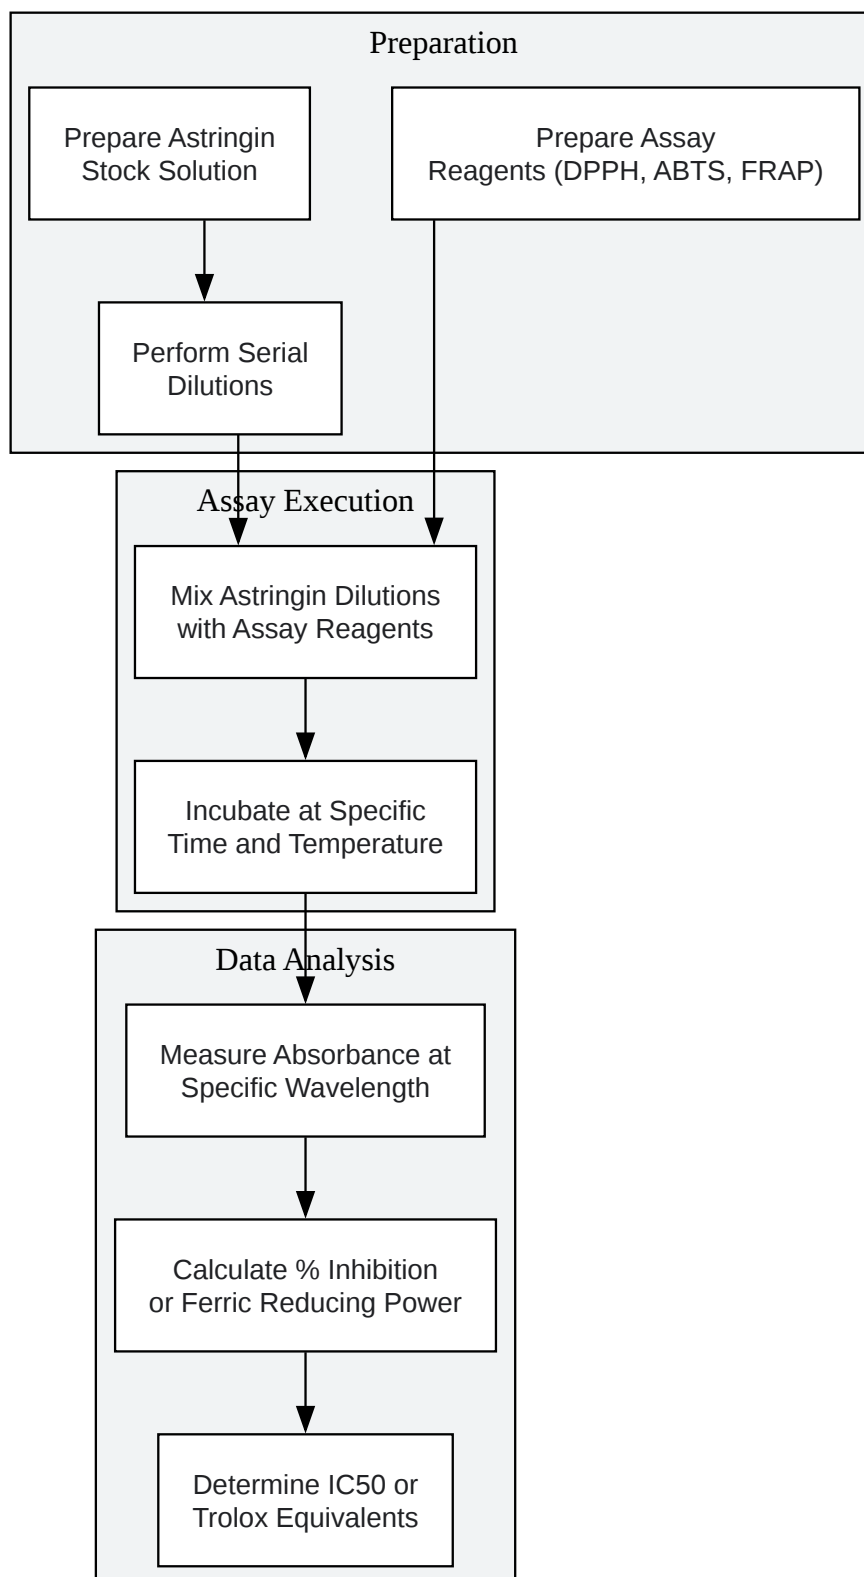 Preparation
Prepare Astringin
Stock Solution
Prepare Assay
Reagents (DPPH, ABTS, FRAP)
Perform Serial
Dilutions
Assay Execution
Mix Astringin Dilutions
with Assay Reagents
Incubate at Specific
Time and Temperature
Data Analysis
Measure Absorbance at
Specific Wavelength
Calculate % Inhibition
or Ferric Reducing Power
Determine IC50 or
Trolox Equivalents